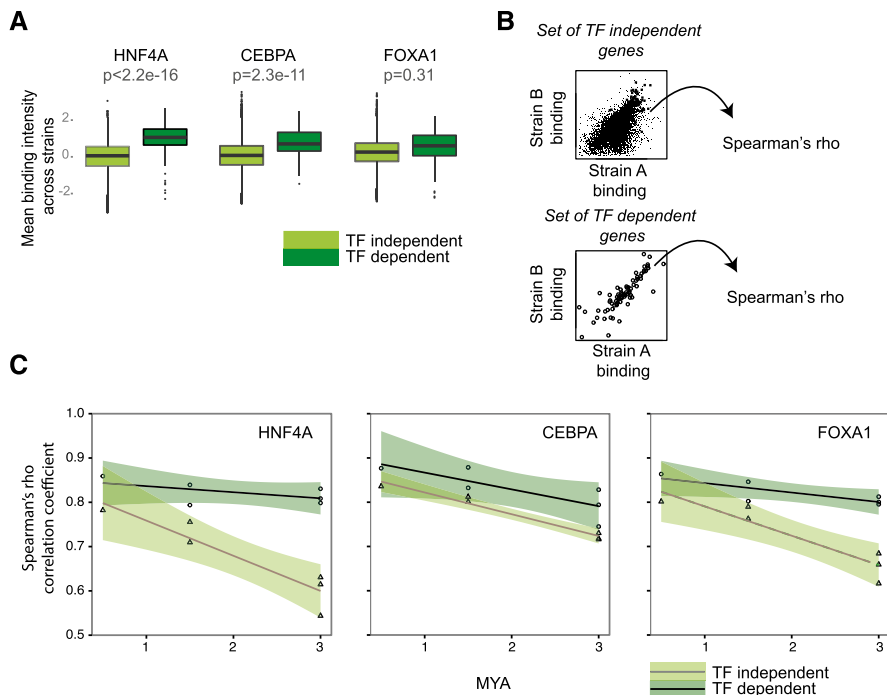 A
HNF4A
p<2.2e-16
CEBPA
p=2.3e-11
FOXA1
p=0.31
Mean binding intensity
across strains
2.
0.
-2.
TF independent
TF dependent
B
Set of TF independent
genes
Strain B
binding
Strain A
binding
Spearman's rho
Set of TF dependent
genes
Strain B
binding
Strain A
binding
Spearman's rho
C
Spearman's rho
correlation coefficient
1.0
0.9
0.8
0.7
0.6
0.5
HNF4A
1 2 3
CEBPA
1 2 3
FOXA1
1 2 3
MYA
TF independent
TF dependent